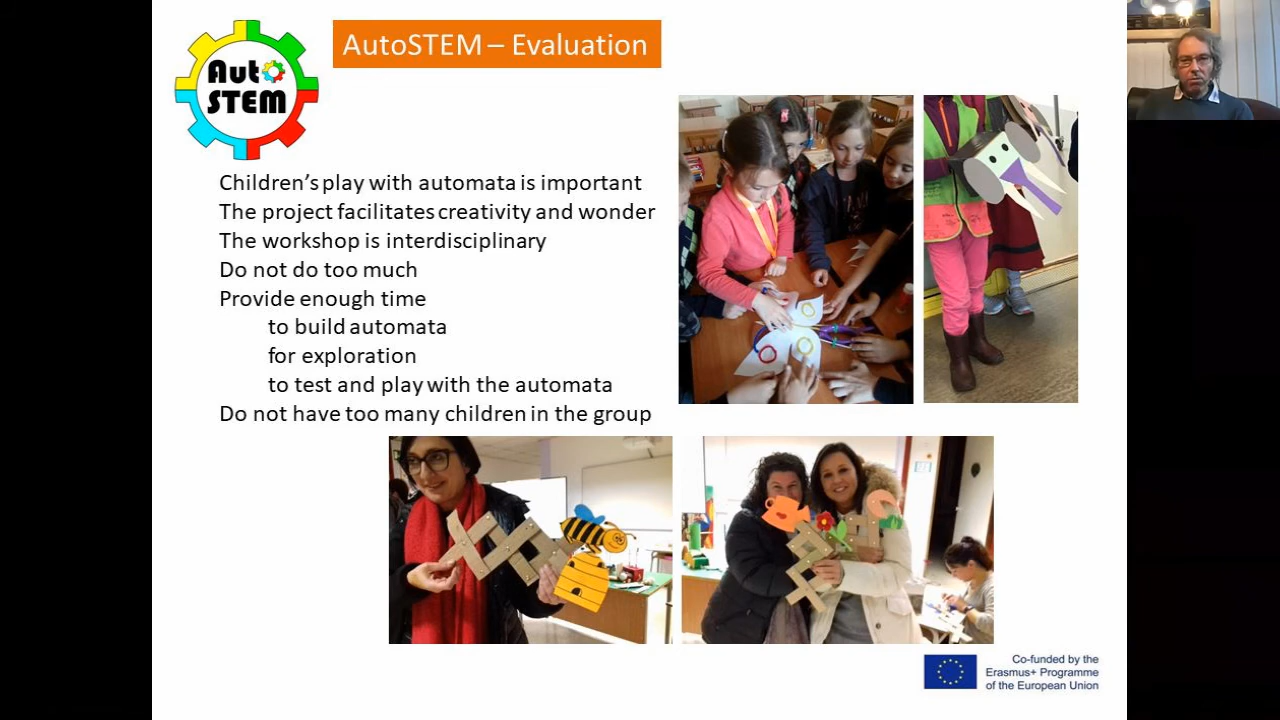 Auto
STEM
AutoSTEM – Evaluation
Children's play with automata is important
The project facilitates creativity and wonder
The workshop is interdisciplinary
Do not do too much
Provide enough time
to build automata
for exploration
to test and play with the automata
Do not have too many children in the group
Co-funded by the
Erasmus+ Programme
of the European Union